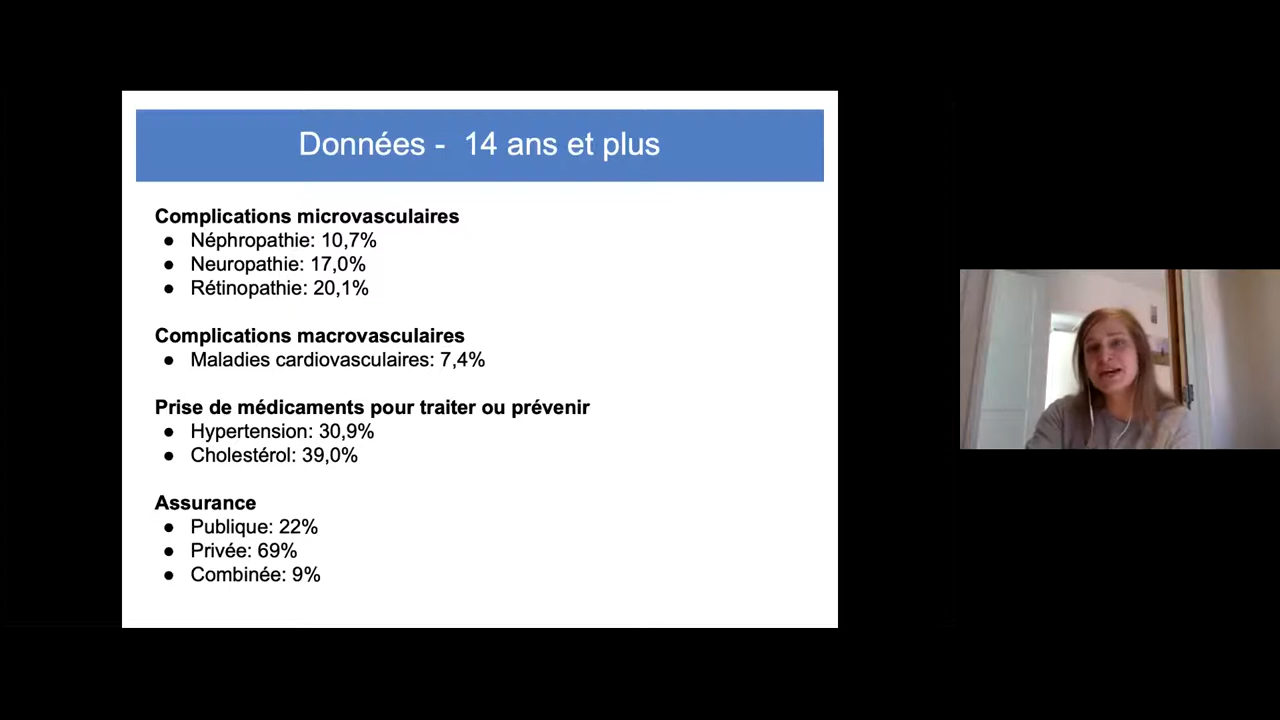 Données - 14 ans et plus
Complications microvasculaires
● Néphropathie: 10,7%
● Neuropathie: 17,0%
● Rétinopathie: 20,1%
Complications macrovasculaires
● Maladies cardiovasculaires: 7,4%
Prise de médicaments pour traiter ou prévenir
● Hypertension: 30,9%
● Cholestérol: 39,0%
Assurance
● Publique: 22%
● Privée: 69%
● Combinée: 9%